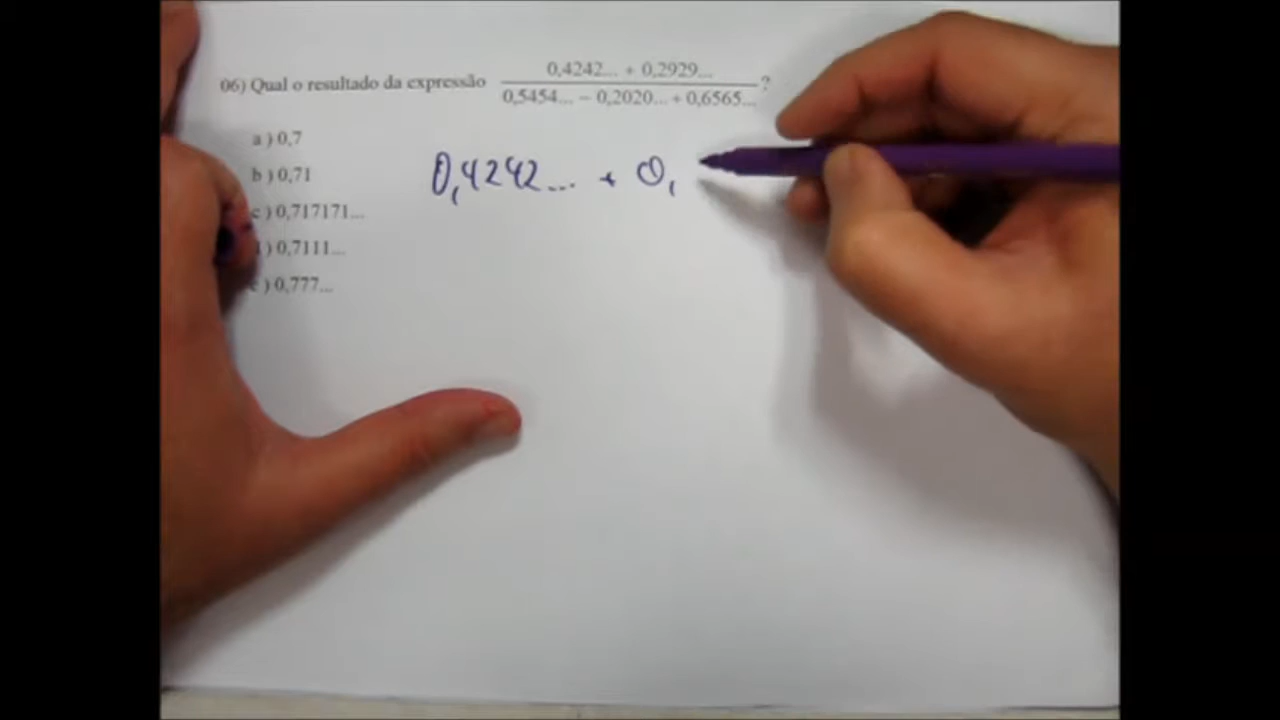 06) Qual o resultado da expressão 0,4242... + 0,2929... / 0,5454... − 0,2020... + 0,6565... ?
a ) 0,7
b ) 0,71
c ) 0,717171...
) 0,7111...
e ) 0,777...
0,4242... + 0,